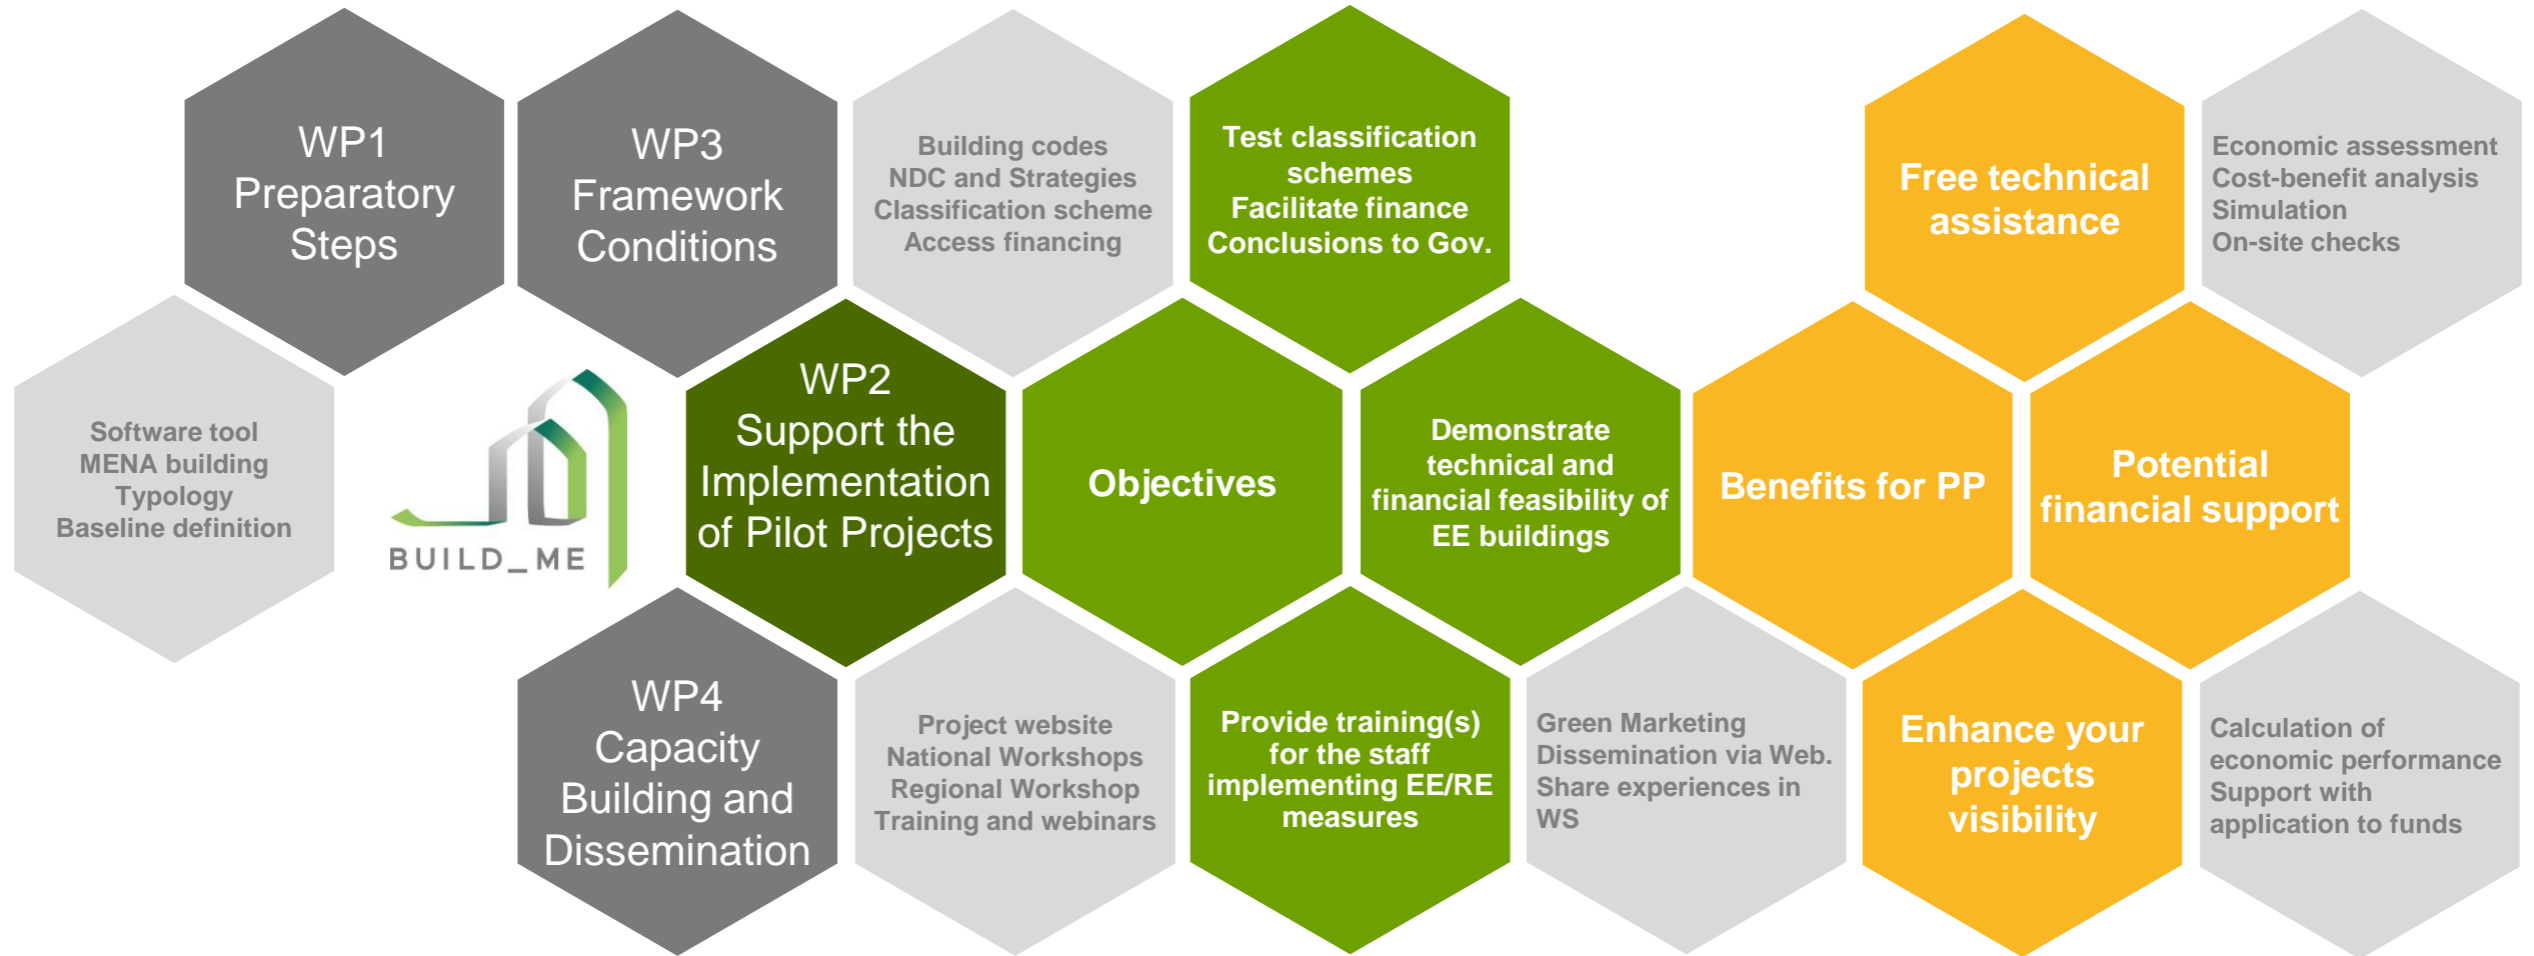 WP1
Preparatory
Steps
WP3
Framework
Conditions
Building codes
NDC and Strategies
Classification scheme
Access financing
Test classification
schemes
Facilitate finance
Conclusions to Gov.
Free technical
assistance
Economic assessment
Cost-benefit analysis
Simulation
On-site checks
Software tool
MENA building
Typology
Baseline definition
BUILD_ME
WP2
Support the
Implementation
of Pilot Projects
Objectives
Demonstrate
technical and
financial feasibility of
EE buildings
Benefits for PP
Potential
financial support
WP4
Capacity
Building and
Dissemination
Project website
National Workshops
Regional Workshop
Training and webinars
Provide training(s)
for the staff
implementing EE/RE
measures
Green Marketing
Dissemination via Web.
Share experiences in
WS
Enhance your
projects
visibility
Calculation of
economic performance
Support with
application to funds